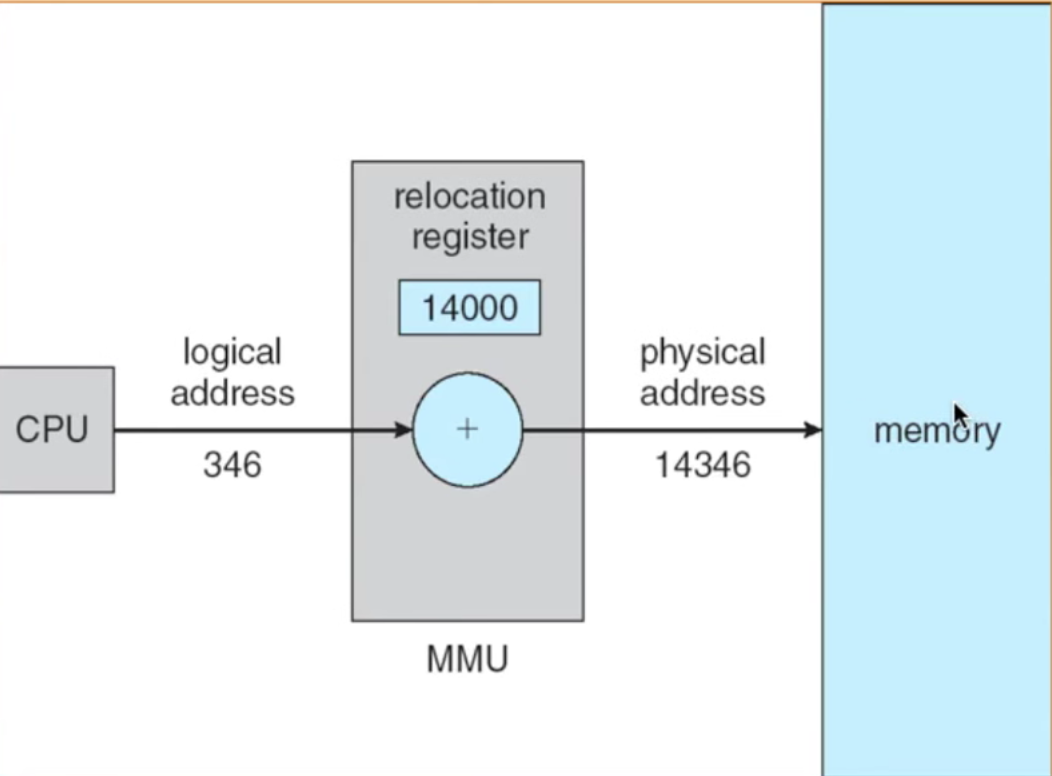 relocation
register
14000
logical
address
physical
address
CPU
+
memory
346
14346
MMU